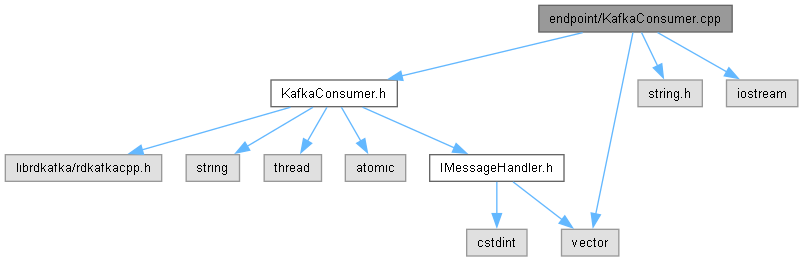 endpoint/KafkaConsumer.cpp
KafkaConsumer.h
string.h
iostream
librdkafka/rdkafkacpp.h
string
thread
atomic
IMessageHandler.h
cstdint
vector